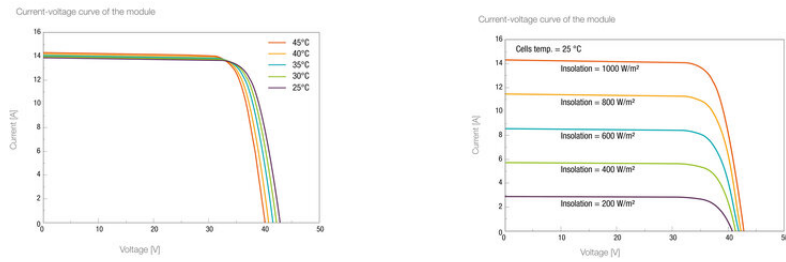 Current-voltage curve of the module
16
14
12
10
8
6
4
2
0
Current [A]
45°C
40°C
35°C
30°C
25°C
0
10
20
30
40
50
Voltage [V]
Current-voltage curve of the module
16
14
12
10
8
6
4
2
0
Current [A]
Cells temp. = 25 °C
Insolation = 1000 W/m²
Insolation = 800 W/m²
Insolation = 600 W/m²
Insolation = 400 W/m²
Insolation = 200 W/m²
0
10
20
30
40
50
Voltage [V]